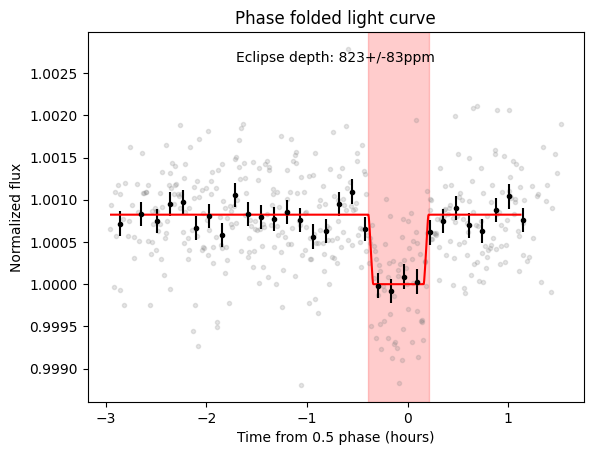 Phase folded light curve
Eclipse depth: 823+/-83ppm
Normalized flux
1.0025
1.0020
1.0015
1.0010
1.0005
1.0000
0.9995
0.9990
−3 −2 −1 0 1
Time from 0.5 phase (hours)